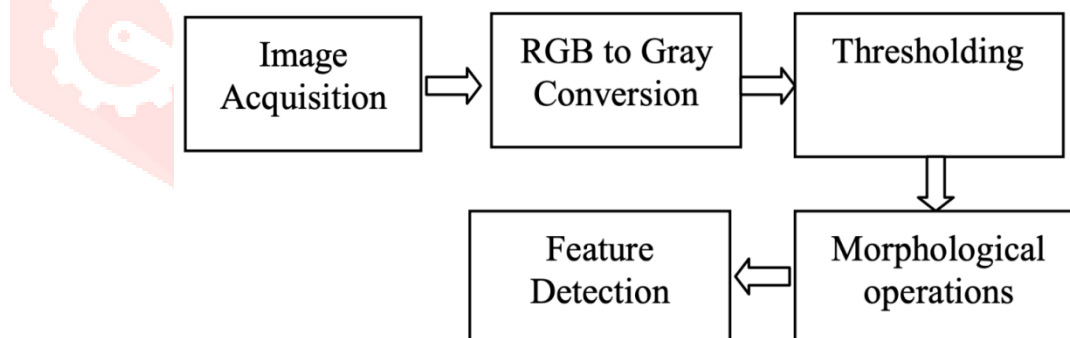 Image
Acquisition
RGB to Gray
Conversion
Thresholding
Morphological
operations
Feature
Detection